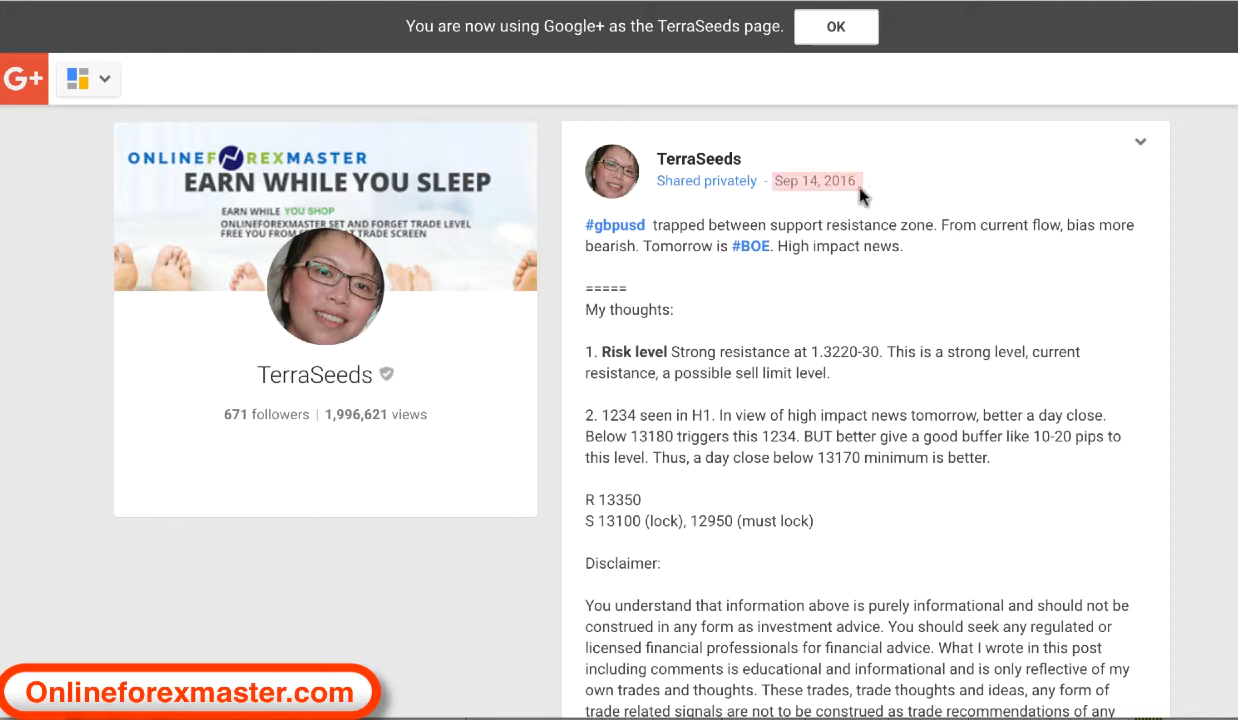 You are now using Google+ as the TerraSeeds page. OK
G+
ONLINEFOREXMASTER
EARN WHILE YOU SLEEP
EARN WHILE YOU SHOP
ONLINEFOREXMASTER SET AND FORGET TRADE LEVEL
FREE YOU FROM TRADE SCREEN
TerraSeeds
671 followers | 1,996,621 views
TerraSeeds
Shared privately - Sep 14, 2016
#gbpusd trapped between support resistance zone. From current flow, bias more
bearish. Tomorrow is #BOE. High impact news.
=====
My thoughts:
1. Risk level Strong resistance at 1.3220-30. This is a strong level, current
resistance, a possible sell limit level.
2. 1234 seen in H1. In view of high impact news tomorrow, better a day close.
Below 13180 triggers this 1234. BUT better give a good buffer like 10-20 pips to
this level. Thus, a day close below 13170 minimum is better.
R 13350
S 13100 (lock), 12950 (must lock)
Disclaimer:
You understand that information above is purely informational and should not be
construed in any form as investment advice. You should seek any regulated or
licensed financial professionals for financial advice. What I wrote in this post
including comments is educational and informational and is only reflective of my
own trades and thoughts. These trades, trade thoughts and ideas, any form of
trade related signals are not to be construed as trade recommendations of any
Onlineforexmaster.com